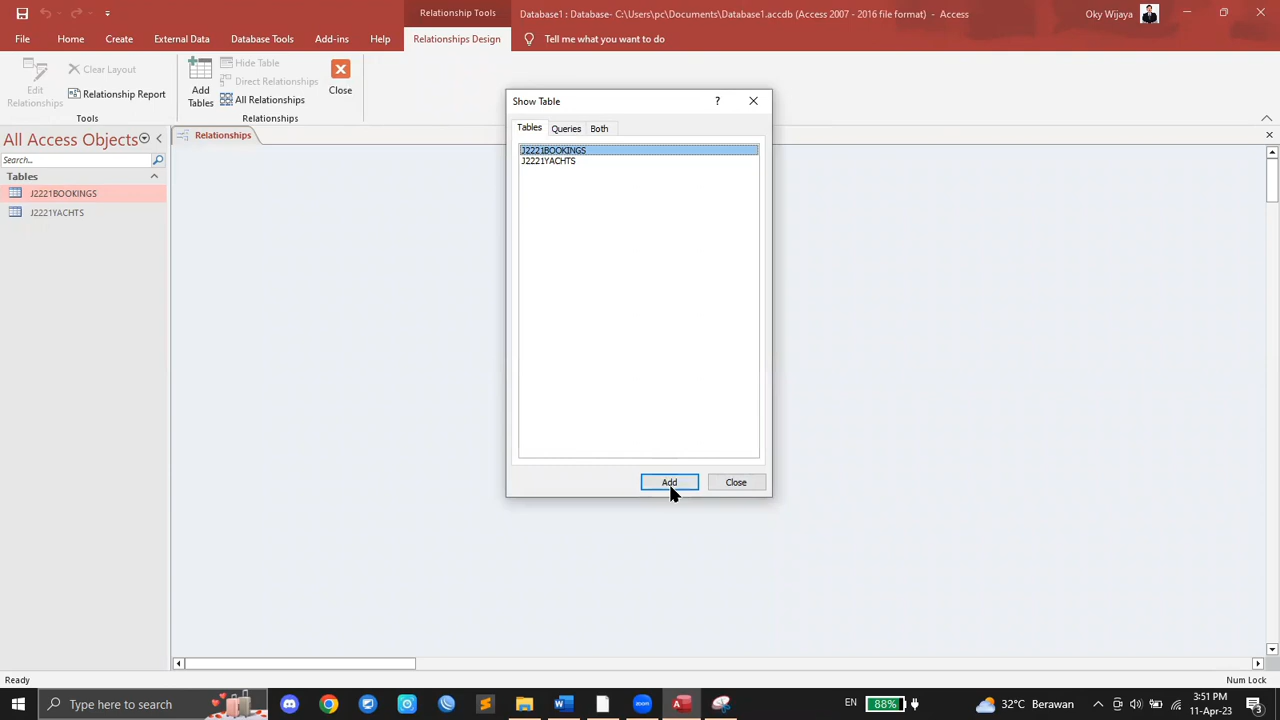 Relationship Tools
Database1 : Database- C:\Users\pc\Documents\Database1.accdb (Access 2007 - 2016 file format) - Access
Oky Wijaya
File Home Create External Data Database Tools Add-ins Help Relationships Design Tell me what you want to do
Edit Relationships
Clear Layout
Relationship Report
Tools
Add Tables
Hide Table
Direct Relationships
All Relationships
Relationships
Close
All Access Objects
Search...
Tables
J2221BOOKINGS
J2221YACHTS
Relationships
Show Table
?
Tables Queries Both
J2221BOOKINGS
J2221YACHTS
Add Close
Ready
Num Lock
Type here to search
zoom
EN
88%
32°C Berawan
3:51 PM
11-Apr-23
3